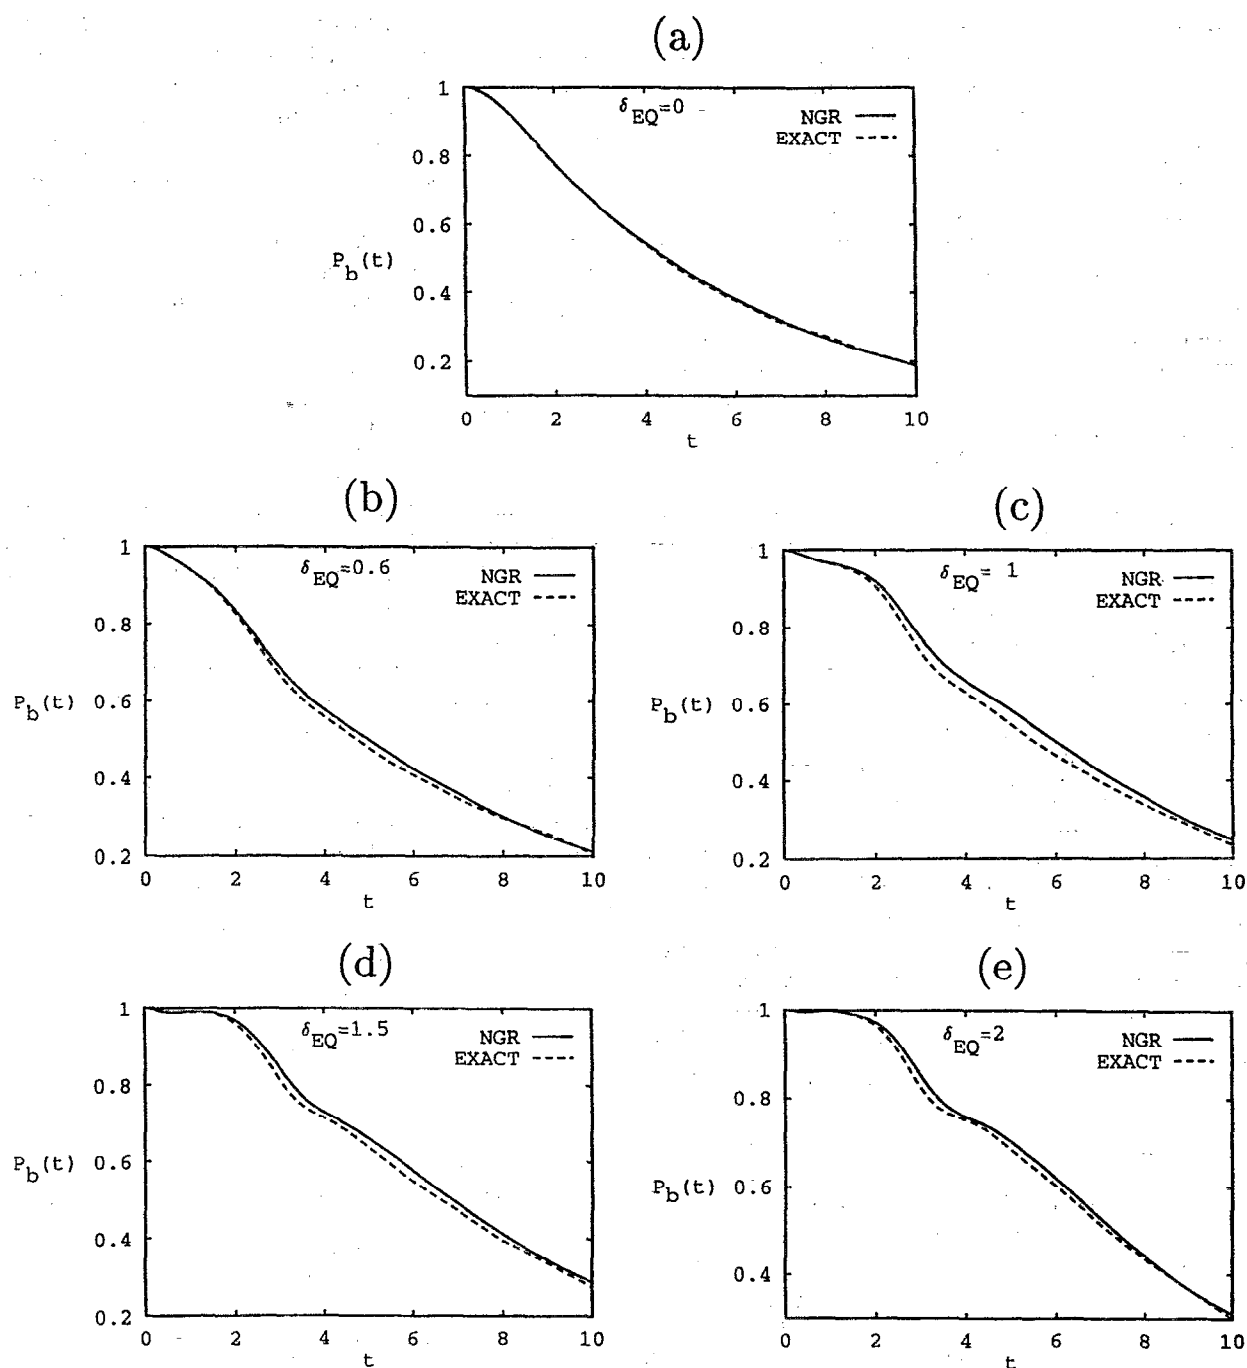 (a)
1
0.8
0.6
0.4
0.2
P_b(t)
δ_EQ=0
NGR
EXACT
0 2 4 6 8 10
t
(b)
1
0.8
0.6
0.4
0.2
P_b(t)
δ_EQ=0.6
NGR
EXACT
0 2 4 6 8 10
t
(c)
1
0.8
0.6
0.4
0.2
P_b(t)
δ_EQ= 1
NGR
EXACT
0 2 4 6 8 10
t
(d)
1
0.8
0.6
0.4
0.2
P_b(t)
δ_EQ=1.5
NGR
EXACT
0 2 4 6 8 10
t
(e)
1
0.8
0.6
0.4
P_b(t)
δ_EQ=2
NGR
EXACT
0 2 4 6 8 10
t